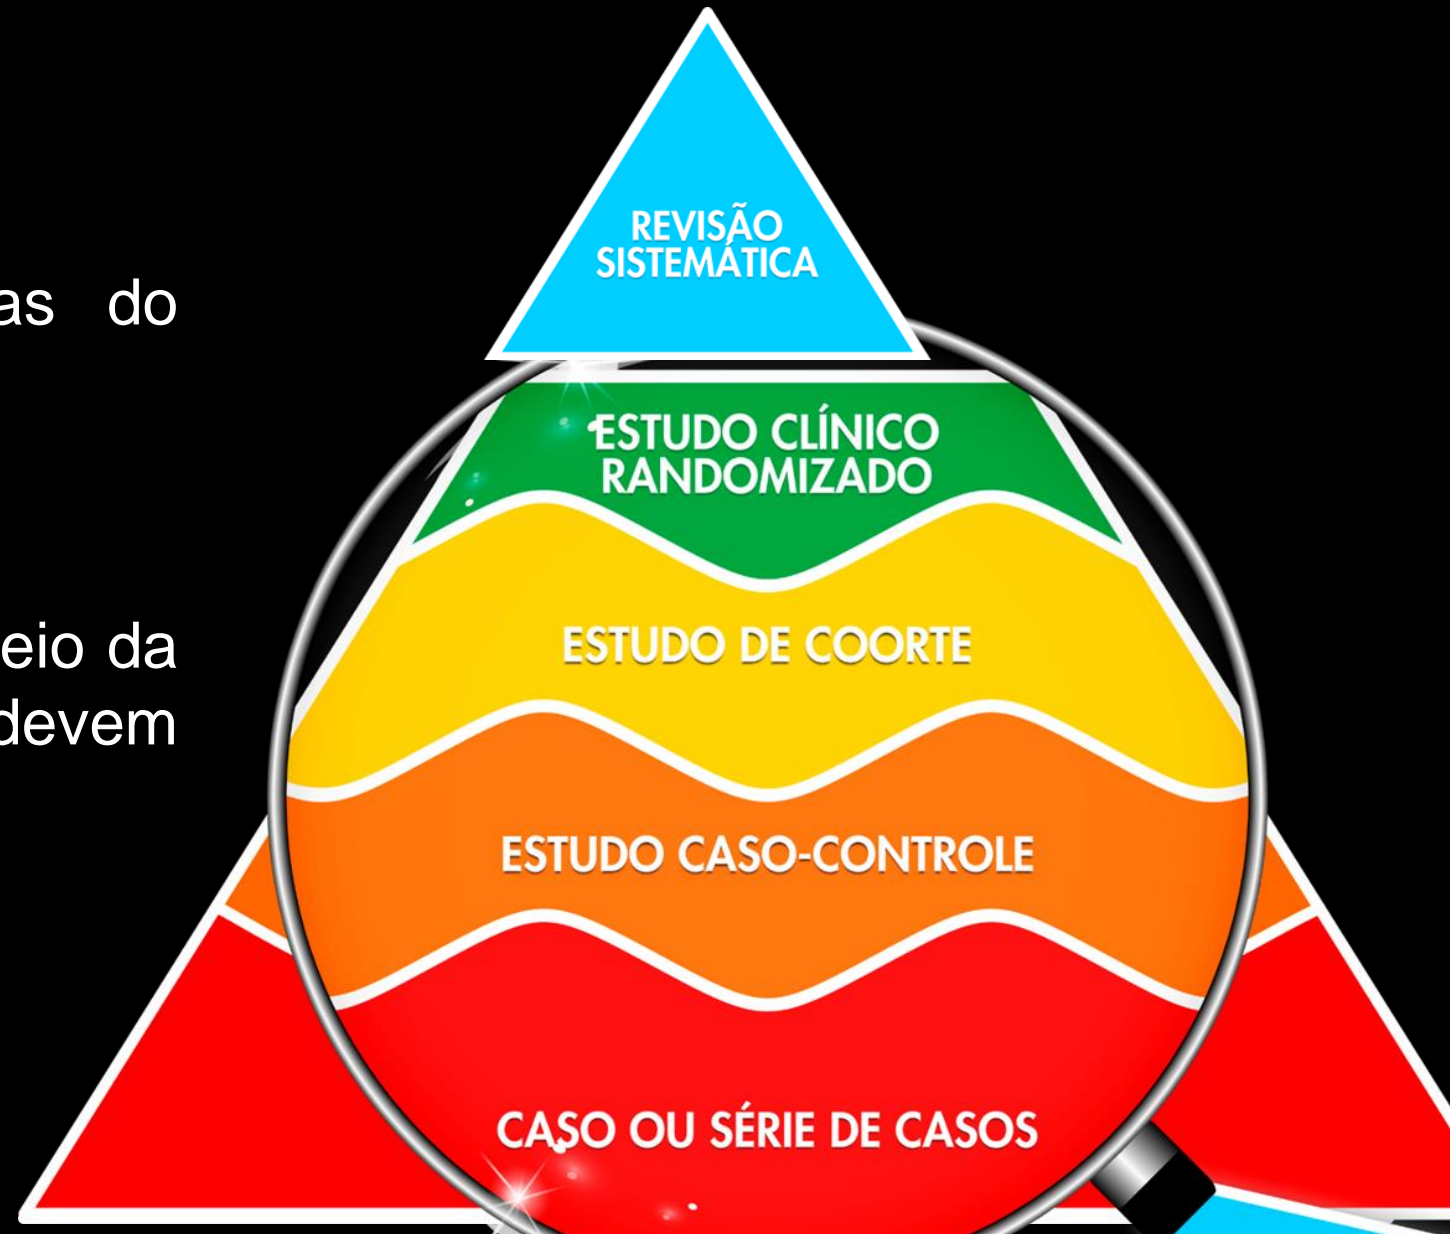 as do
eio da
devem
REVISÃO
SISTEMÁTICA
ESTUDO CLÍNICO
RANDOMIZADO
ESTUDO DE COORTE
ESTUDO CASO-CONTROLE
CASO OU SÉRIE DE CASOS